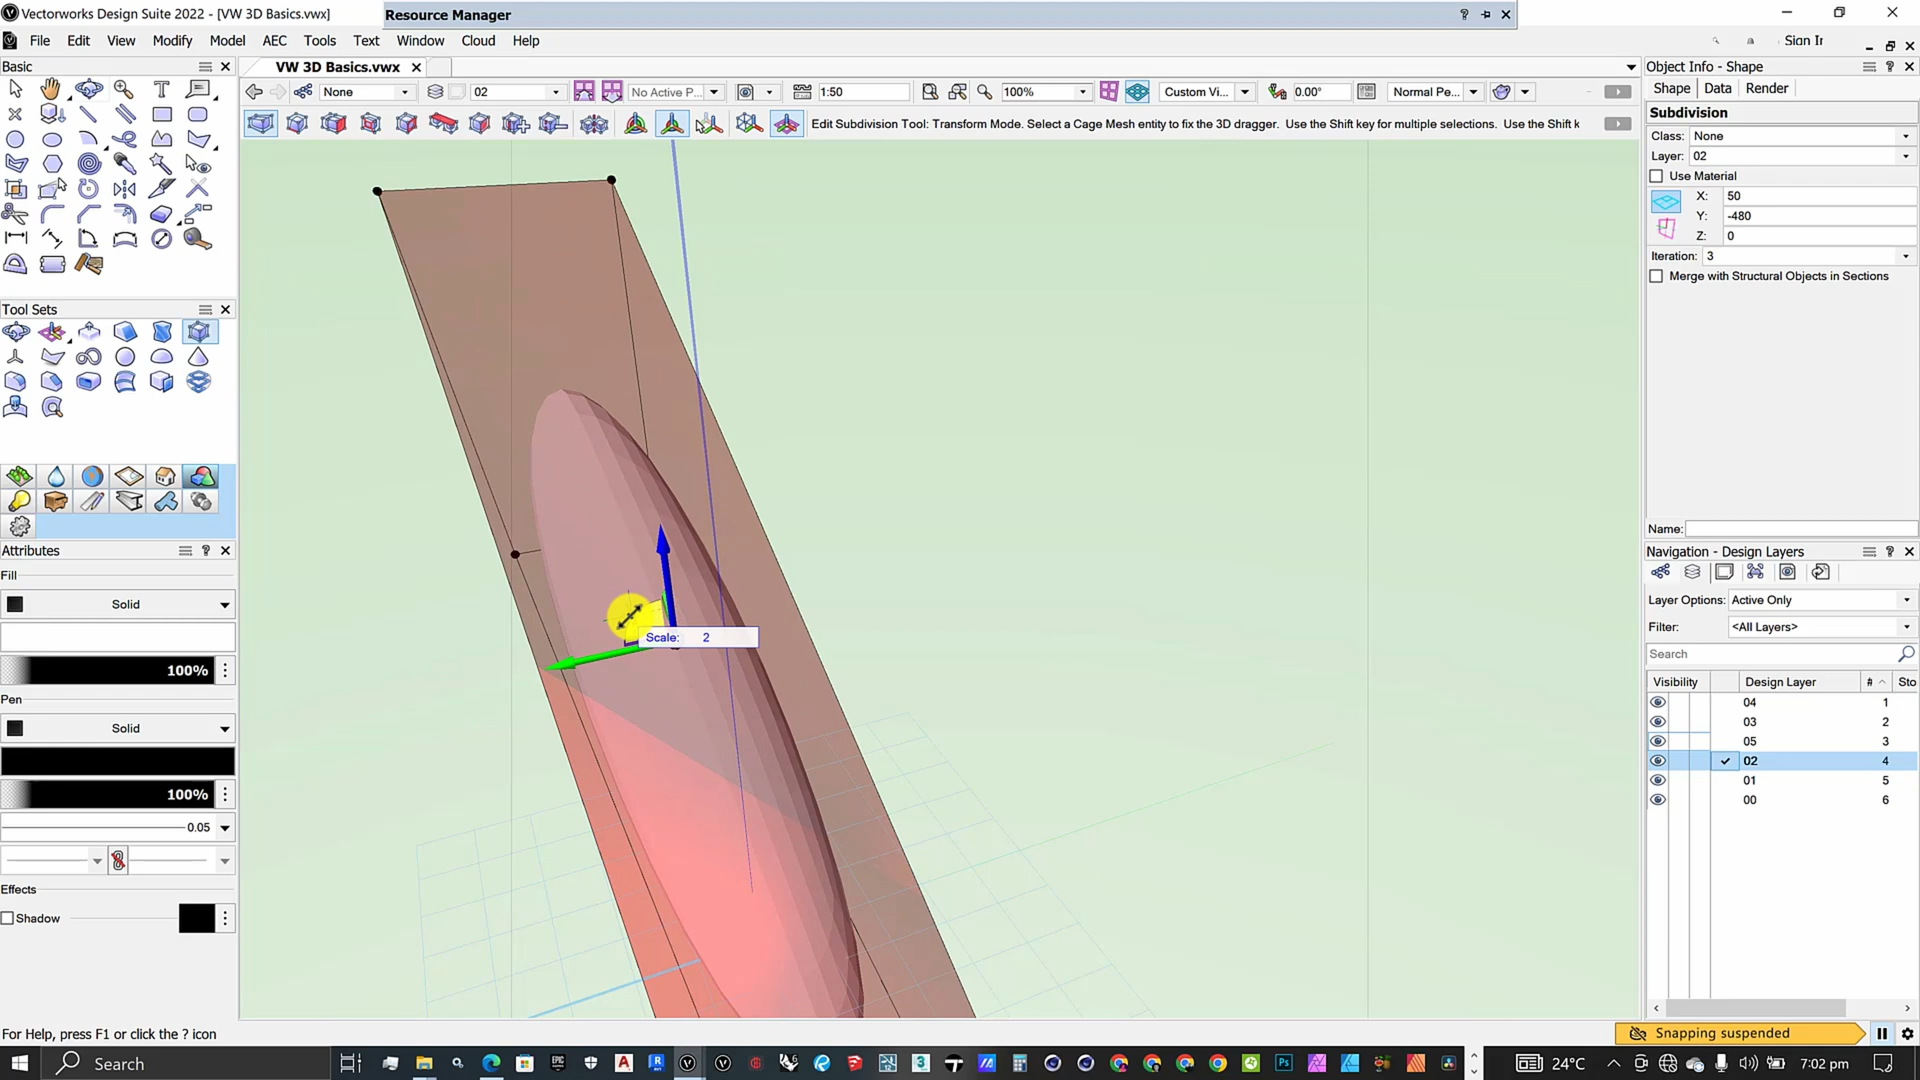 Vectorworks Design Suite 2022 - [VW 3D Basics.vwx]
Resource Manager
File Edit View Modify Model AEC Tools Text Window Cloud Help
Sign Ir
Basic
VW 3D Basics.vwx
None
02
No Active P...
1:50
100%
Custom Vi...
0.00°
Normal Pe...
Edit Subdivision Tool: Transform Mode. Select a Cage Mesh entity to fix the 3D dragger. Use the Shift key for multiple selections. Use the Shift k
Object Info - Shape
Shape Data Render
Subdivision
Class: None
Layer: 02
Use Material
X: 50
Y: -480
Z: 0
Iteration: 3
Merge with Structural Objects in Sections
Name:
Tool Sets
Attributes
Fill
Solid
100%
Pen
Solid
100%
0.05
Effects
Shadow
Scale: 2
Navigation - Design Layers
Layer Options: Active Only
Filter: <All Layers>
Search
Visibility Design Layer # Sto
04 1
03 2
05 3
02 4
01 5
00 6
For Help, press F1 or click the ? icon
Snapping suspended
Search
24°C
7:02 pm